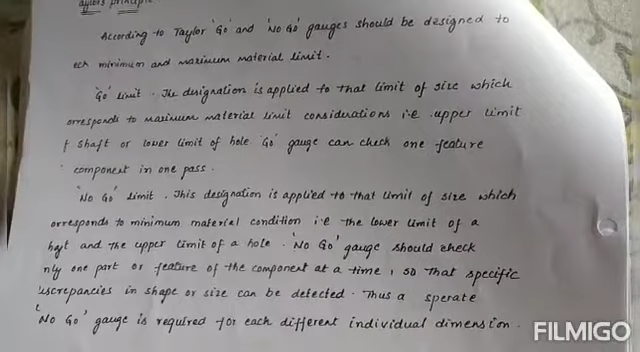 aylors principle
According to Taylor 'Go' and 'No Go' gauges should be designed to
eck minimum and maximum material limit.
'Go' Limit. The designation is applied to that limit of size which
orresponds to maximum material limit considerations i.e. upper limit
f shaft or lower limit of hole 'Go' gauge can check one feature
component in one pass.
'No Go' limit. This designation is applied to that limit of size which
orresponds to minimum material condition i.e the lower limit of a
haft and the upper limit of a hole. 'No Go' gauge should check
nly one part or feature of the component at a time, so that specific
iscrepancies in shape or size can be detected. Thus a sperate
'No Go' gauge is required for each different individual dimension.
FILMIGO